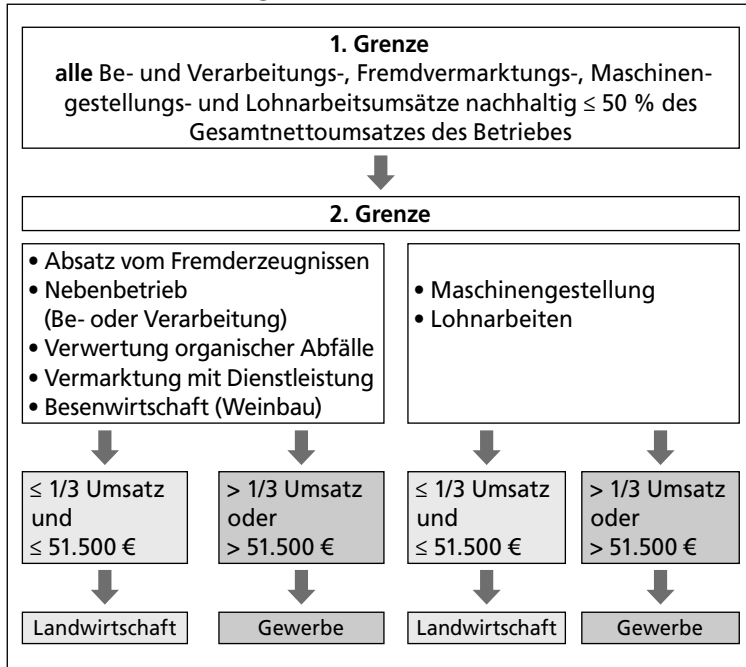 1. Grenze
alle Be- und Verarbeitungs-, Fremdvermarktungs-, Maschinen-
gestellungs- und Lohnarbeitsumsätze nachhaltig ≤ 50 % des
Gesamtnettoumsatzes des Betriebes
2. Grenze
• Absatz vom Fremderzeugnissen
• Nebenbetrieb
(Be- oder Verarbeitung)
• Verwertung organischer Abfälle
• Vermarktung mit Dienstleistung
• Besenwirtschaft (Weinbau)
• Maschinengestellung
• Lohnarbeiten
≤ 1/3 Umsatz
und
≤ 51.500 €
> 1/3 Umsatz
oder
> 51.500 €
≤ 1/3 Umsatz
und
≤ 51.500 €
> 1/3 Umsatz
oder
> 51.500 €
Landwirtschaft
Gewerbe
Landwirtschaft
Gewerbe